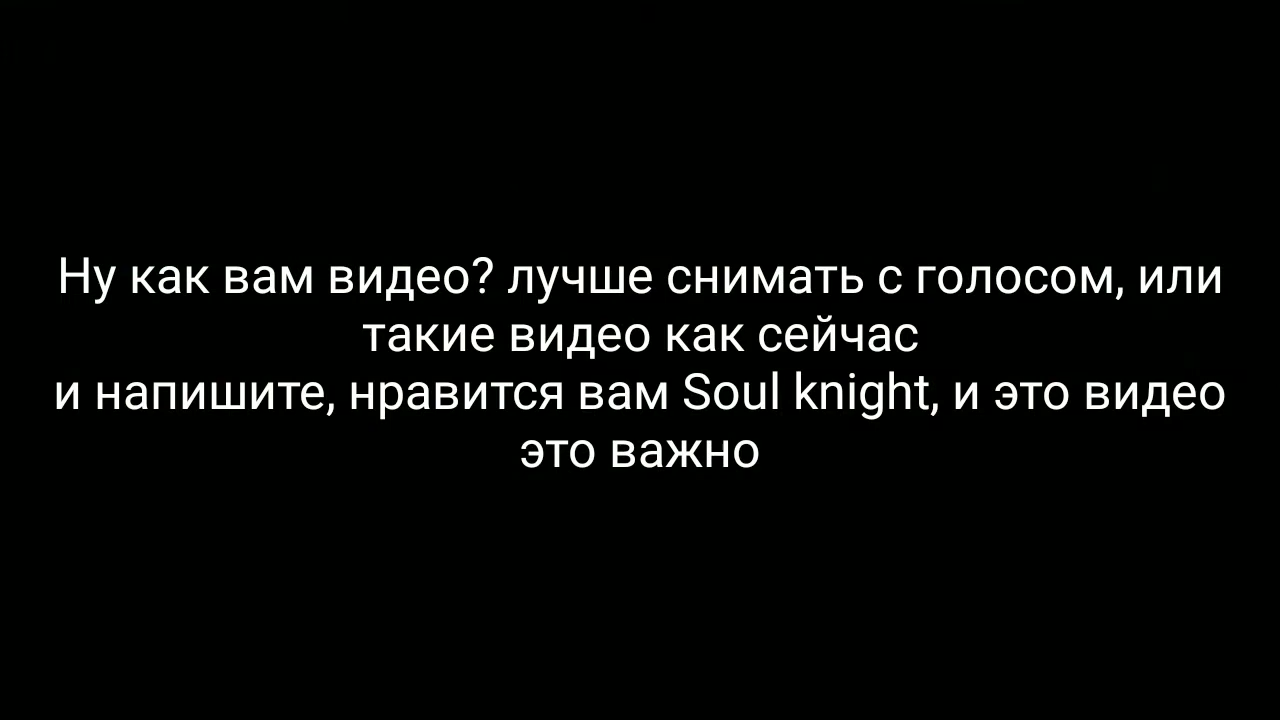 Ну как вам видео? лучше снимать с голосом, или
такие видео как сейчас
и напишите, нравится вам Soul knight, и это видео
это важно